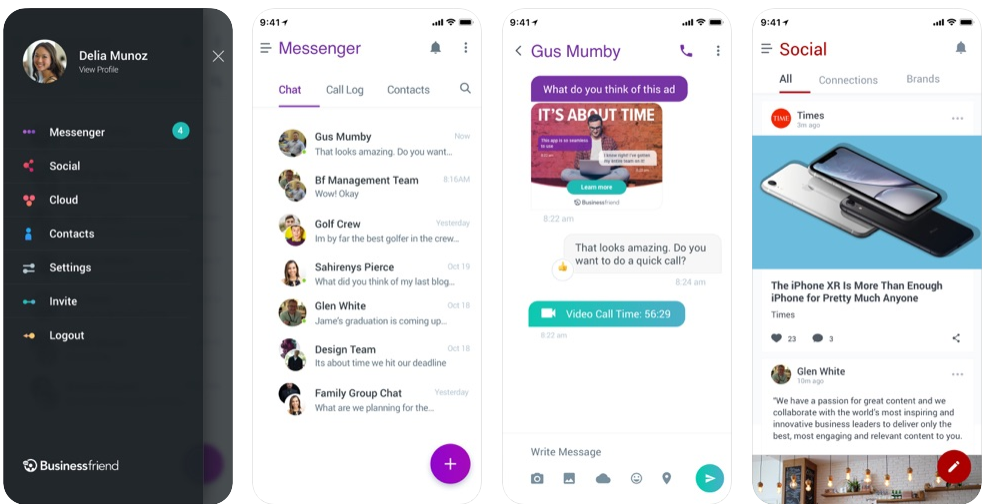 Delia Munoz
View Profile
Messenger
4
Social
Cloud
Contacts
Settings
Invite
Logout
Businessfriend
9:41
Messenger
Chat
Call Log
Contacts
Gus Mumby
Now
That looks amazing. Do you want...
Bf Management Team
8:16AM
Wow! Okay
Golf Crew
Yesterday
Im by far the best golfer in the crew...
Sahirenys Pierce
Oct 19
What did you think of my last blog...
Glen White
Oct 18
Jame's graduation is coming up...
Design Team
Oct 18
Its about time we hit our deadline
Family Group Chat
Yesterday
What are we planning for the...
9:41
Gus Mumby
What do you think of this ad
IT'S ABOUT TIME
This app is so seamless
to use
Learn more
Businessfriend
8:22 am
That looks amazing. Do you
want to do a quick call?
8:24 am
Video Call Time: 56:29
8:22 am
Write Message
9:41
Social
All
Connections
Brands
TIME
Times
2m ago
The iPhone XR Is More Than Enough
iPhone for Pretty Much Anyone
Times
23
3
Glen White
10m ago
"We have a passion for great content and we
collaborate with the world's most inspiring and
innovative business leaders to deliver only the
best, most engaging and relevant content to you.